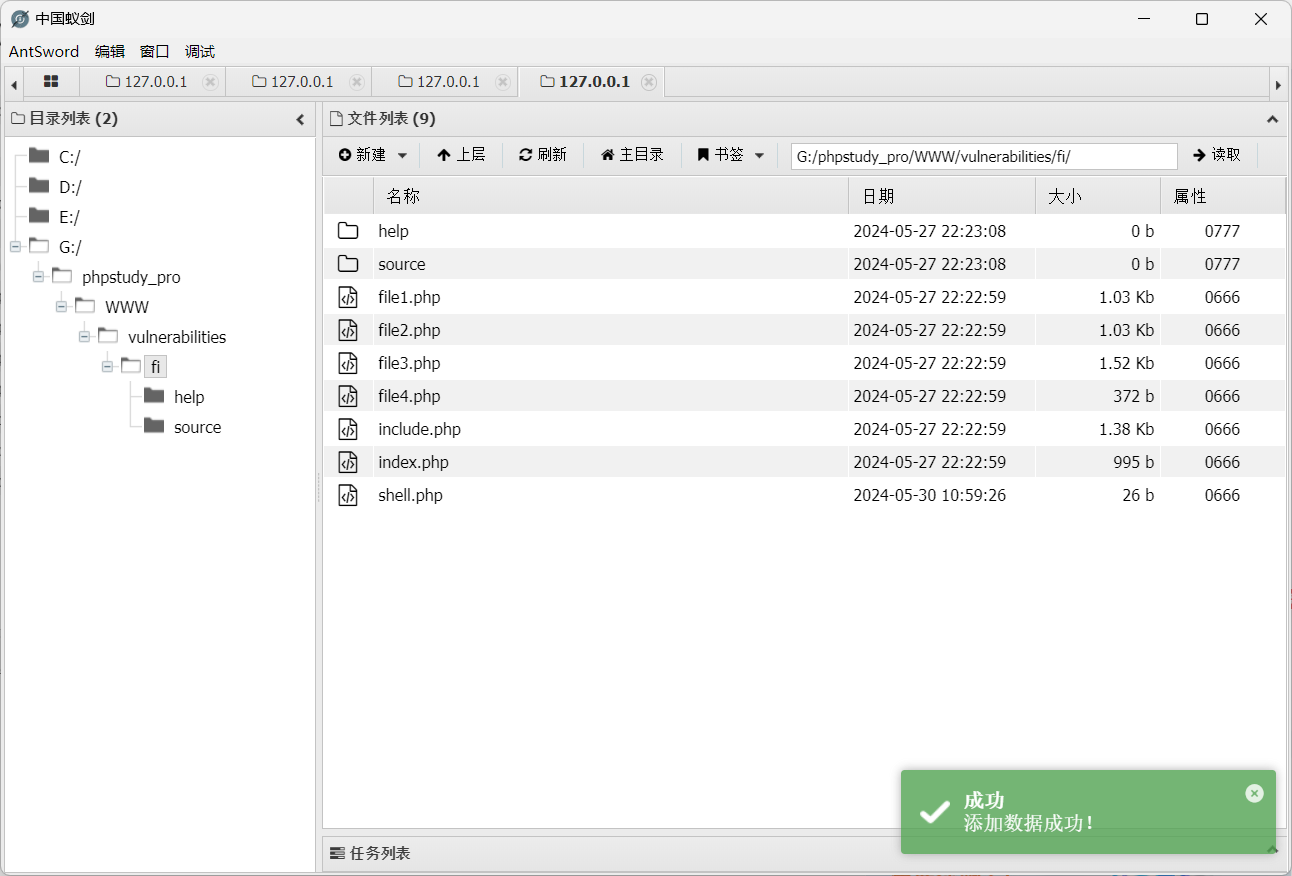 中国蚁剑
AntSword 编辑 窗口 调试
127.0.0.1 127.0.0.1 127.0.0.1 127.0.0.1
目录列表 (2)
C:/
D:/
E:/
G:/
phpstudy_pro
WWW
vulnerabilities
fi
help
source
文件列表 (9)
新建 上层 刷新 主目录 书签 G:/phpstudy_pro/WWW/vulnerabilities/fi/ 读取
名称 日期 大小 属性
help 2024-05-27 22:23:08 0 b 0777
source 2024-05-27 22:23:08 0 b 0777
file1.php 2024-05-27 22:22:59 1.03 Kb 0666
file2.php 2024-05-27 22:22:59 1.03 Kb 0666
file3.php 2024-05-27 22:22:59 1.52 Kb 0666
file4.php 2024-05-27 22:22:59 372 b 0666
include.php 2024-05-27 22:22:59 1.38 Kb 0666
index.php 2024-05-27 22:22:59 995 b 0666
shell.php 2024-05-30 10:59:26 26 b 0666
成功
添加数据成功!
任务列表